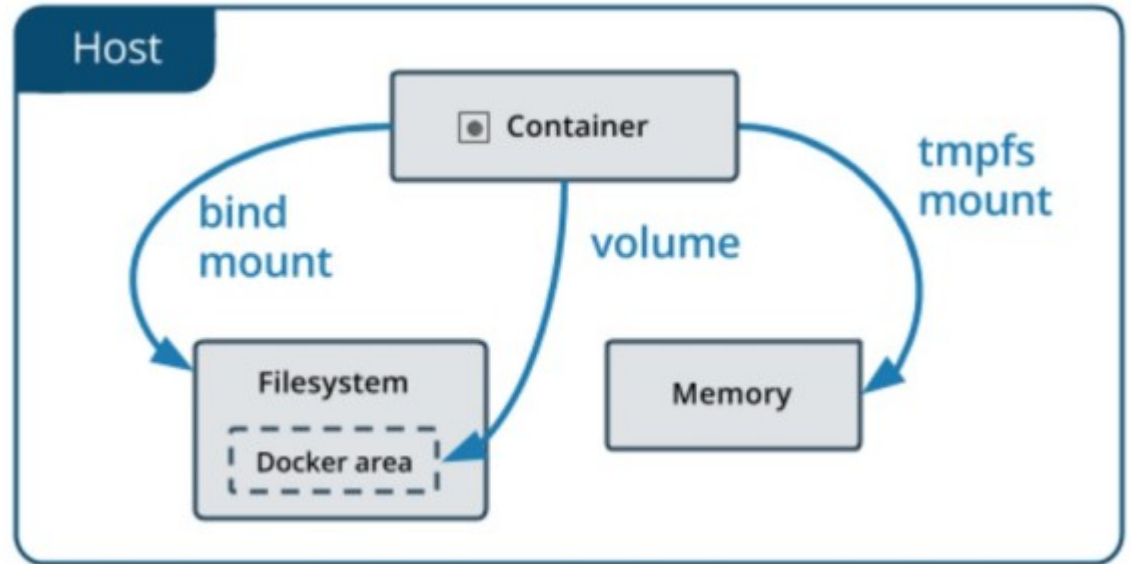 Host
Container
tmpfs
mount
bind
mount
volume
Filesystem
Memory
Docker area